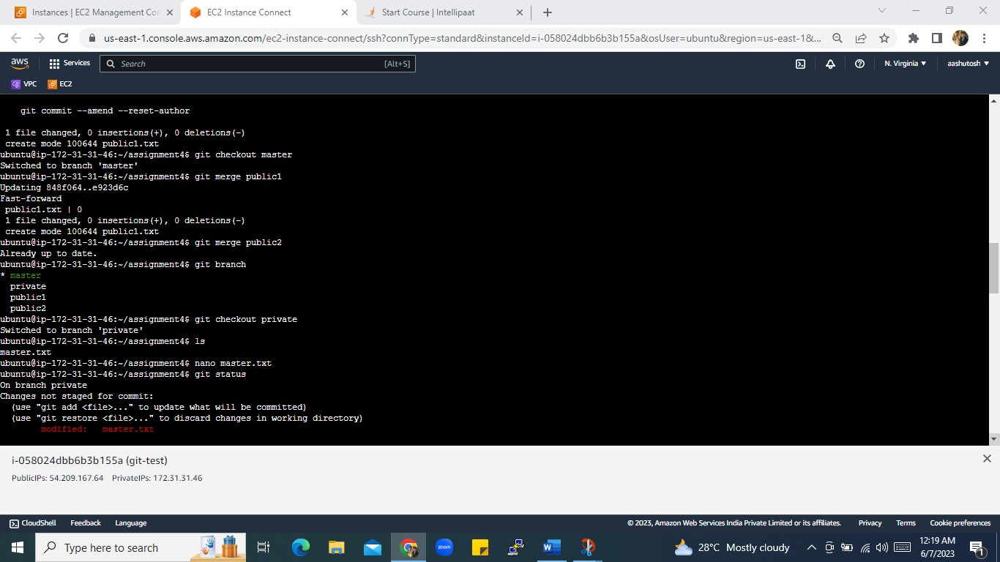 Instances | EC2 Management Con
EC2 Instance Connect
Start Course | Intellipaat
us-east-1.console.aws.amazon.com/ec2-instance-connect/ssh?connType=standard&instanceId=i-058024dbb6b3b155a&osUser=ubuntu&region=us-east-1&...
aws
Services
Search
[Alt+S]
N. Virginia
aashutosh
VPC
EC2
git commit --amend --reset-author
1 file changed, 0 insertions(+), 0 deletions(-)
create mode 100644 public1.txt
ubuntu@ip-172-31-31-46:~/assignment4$ git checkout master
Switched to branch 'master'
ubuntu@ip-172-31-31-46:~/assignment4$ git merge public1
Updating 848f064..e923d6c
Fast-forward
public1.txt | 0
1 file changed, 0 insertions(+), 0 deletions(-)
create mode 100644 public1.txt
ubuntu@ip-172-31-31-46:~/assignment4$ git merge public2
Already up to date.
ubuntu@ip-172-31-31-46:~/assignment4$ git branch
* master
private
public1
public2
ubuntu@ip-172-31-31-46:~/assignment4$ git checkout private
Switched to branch 'private'
ubuntu@ip-172-31-31-46:~/assignment4$ ls
master.txt
ubuntu@ip-172-31-31-46:~/assignment4$ nano master.txt
ubuntu@ip-172-31-31-46:~/assignment4$ git status
On branch private
Changes not staged for commit:
(use "git add <file>..." to update what will be committed)
(use "git restore <file>..." to discard changes in working directory)
modified: master.txt
i-058024dbb6b3b155a (git-test)
PublicIPs: 54.209.167.64 PrivateIPs: 172.31.31.46
CloudShell Feedback Language
© 2023, Amazon Web Services India Private Limited or its affiliates. Privacy Terms Cookie preferences
Type here to search
zoom
28°C Mostly cloudy
12:19 AM
6/7/2023
1